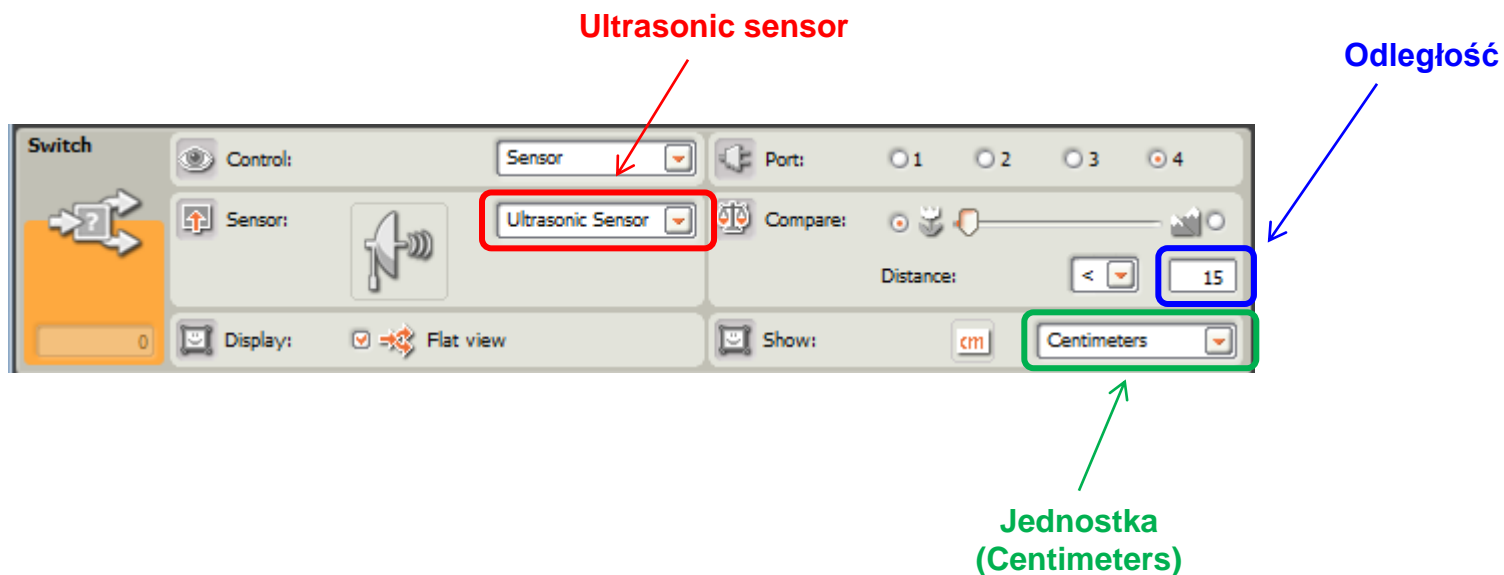 Ultrasonic sensor
Odległość
Switch
Control:
Sensor
Port:
1
2
3
4
?
Sensor:
Ultrasonic Sensor
Compare:
Distance:
<
15
0
Display:
Flat view
Show:
cm
Centimeters
Jednostka
(Centimeters)